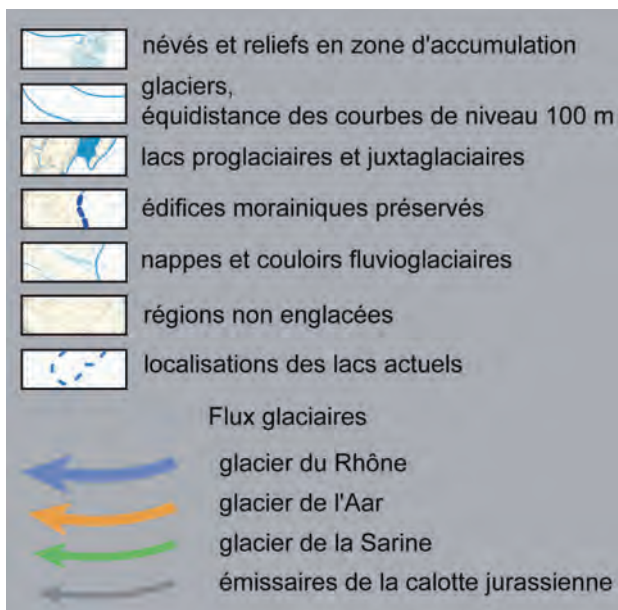 névés et reliefs en zone d'accumulation
glaciers,
équidistance des courbes de niveau 100 m
lacs proglaciaires et juxtaglaciaires
édifices morainiques préservés
nappes et couloirs fluvioglaciaires
régions non englacées
localisations des lacs actuels
Flux glaciaires
glacier du Rhône
glacier de l'Aar
glacier de la Sarine
émissaires de la calotte jurassienne